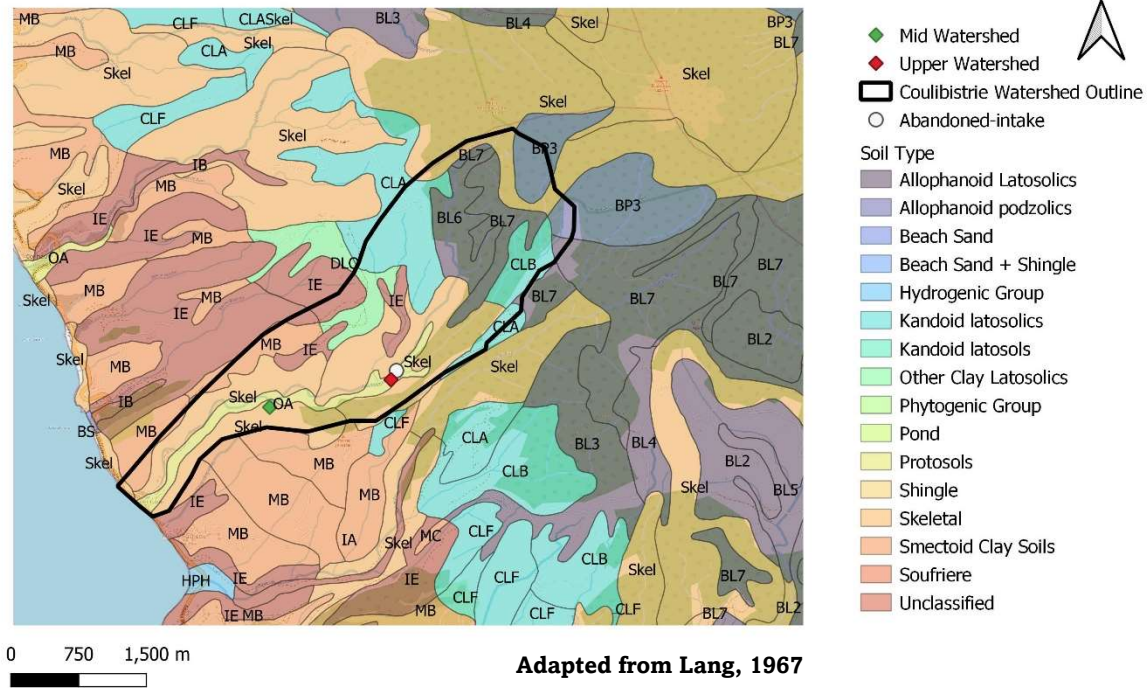 MB
CLF
CLASkel
BL3
BL4
Skel
BP3
MB
CLA
Skel
BL7
Skel
Skel
CLF
Skel
Skel
MB
IB
BL7
BP3
Skel
MB
CLA
BP3
IE
BL6
BL7
IE
MB
OA
DLO
CLB
BL7
Skel
MB
IE
BL7
BL7
IE
MB
CLA
BL2
MB
IE
Skel
MB
Skel
Skel
IB
Skel
OA
BS
MB
Skel
CLF
CLA
BL3
BL4
BL2
Skel
MB
CLB
IE
MB
MB
Skel
BL5
MB
IA
Skel
MC
CLF
CLB
HPH
IE
IE
CLF
Skel
BL7
IE
MB
MB
CLF
CLF
CLF
BL7
BL2
Mid Watershed
Upper Watershed
Coulibistrie Watershed Outline
Abandoned-intake
Soil Type
Allophanoid Latosolics
Allophanoid podzolics
Beach Sand
Beach Sand + Shingle
Hydrogenic Group
Kandoid latosolics
Kandoid latosols
Other Clay Latosolics
Phytogenic Group
Pond
Protosols
Shingle
Skeletal
Smectoid Clay Soils
Soufriere
Unclassified
0 750 1,500 m
Adapted from Lang, 1967